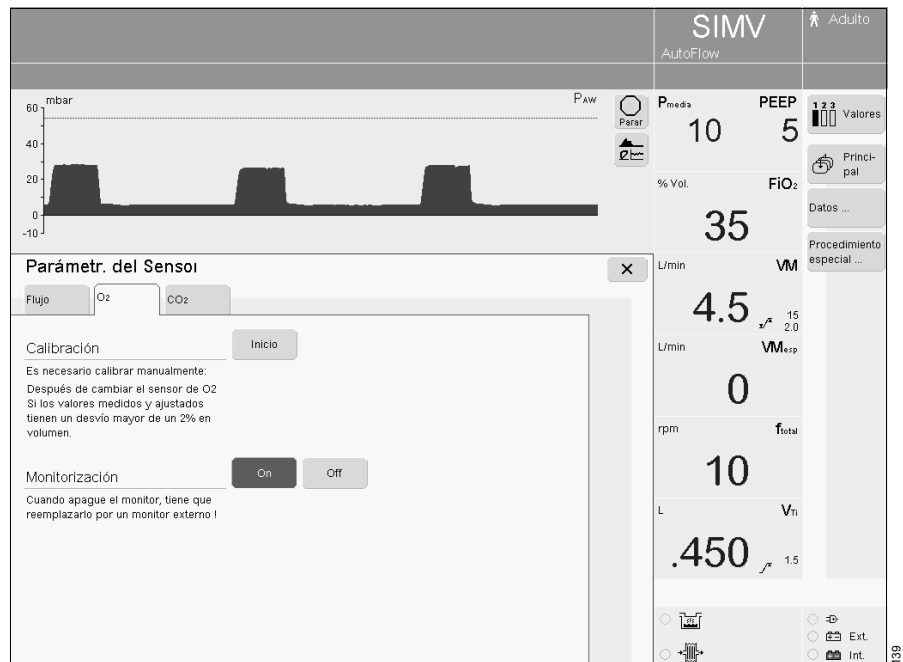 SIMV
AutoFlow
Adulto
mbar
PAW
60
40
20
0
-10
Parar
Pmedia
PEEP
10
5
% Vol.
FiO2
35
L/min
VM
4.5
15
2.0
L/min
VMesp
0
rpm
ftotal
10
L
VTi
.450
1.5
1 2 3
Valores
Princi-
pal
Datos ...
Procedimiento
especial ...
Parámetr. del Sensor
×
Flujo
O2
CO2
Calibración
Inicio
Es necesario calibrar manualmente:
Después de cambiar el sensor de O2
Si los valores medidos y ajustados
tienen un desvío mayor de un 2% en
volumen.
Monitorización
On
Off
Cuando apague el monitor, tiene que
reemplazarlo por un monitor externo !
Ext.
Int.
139